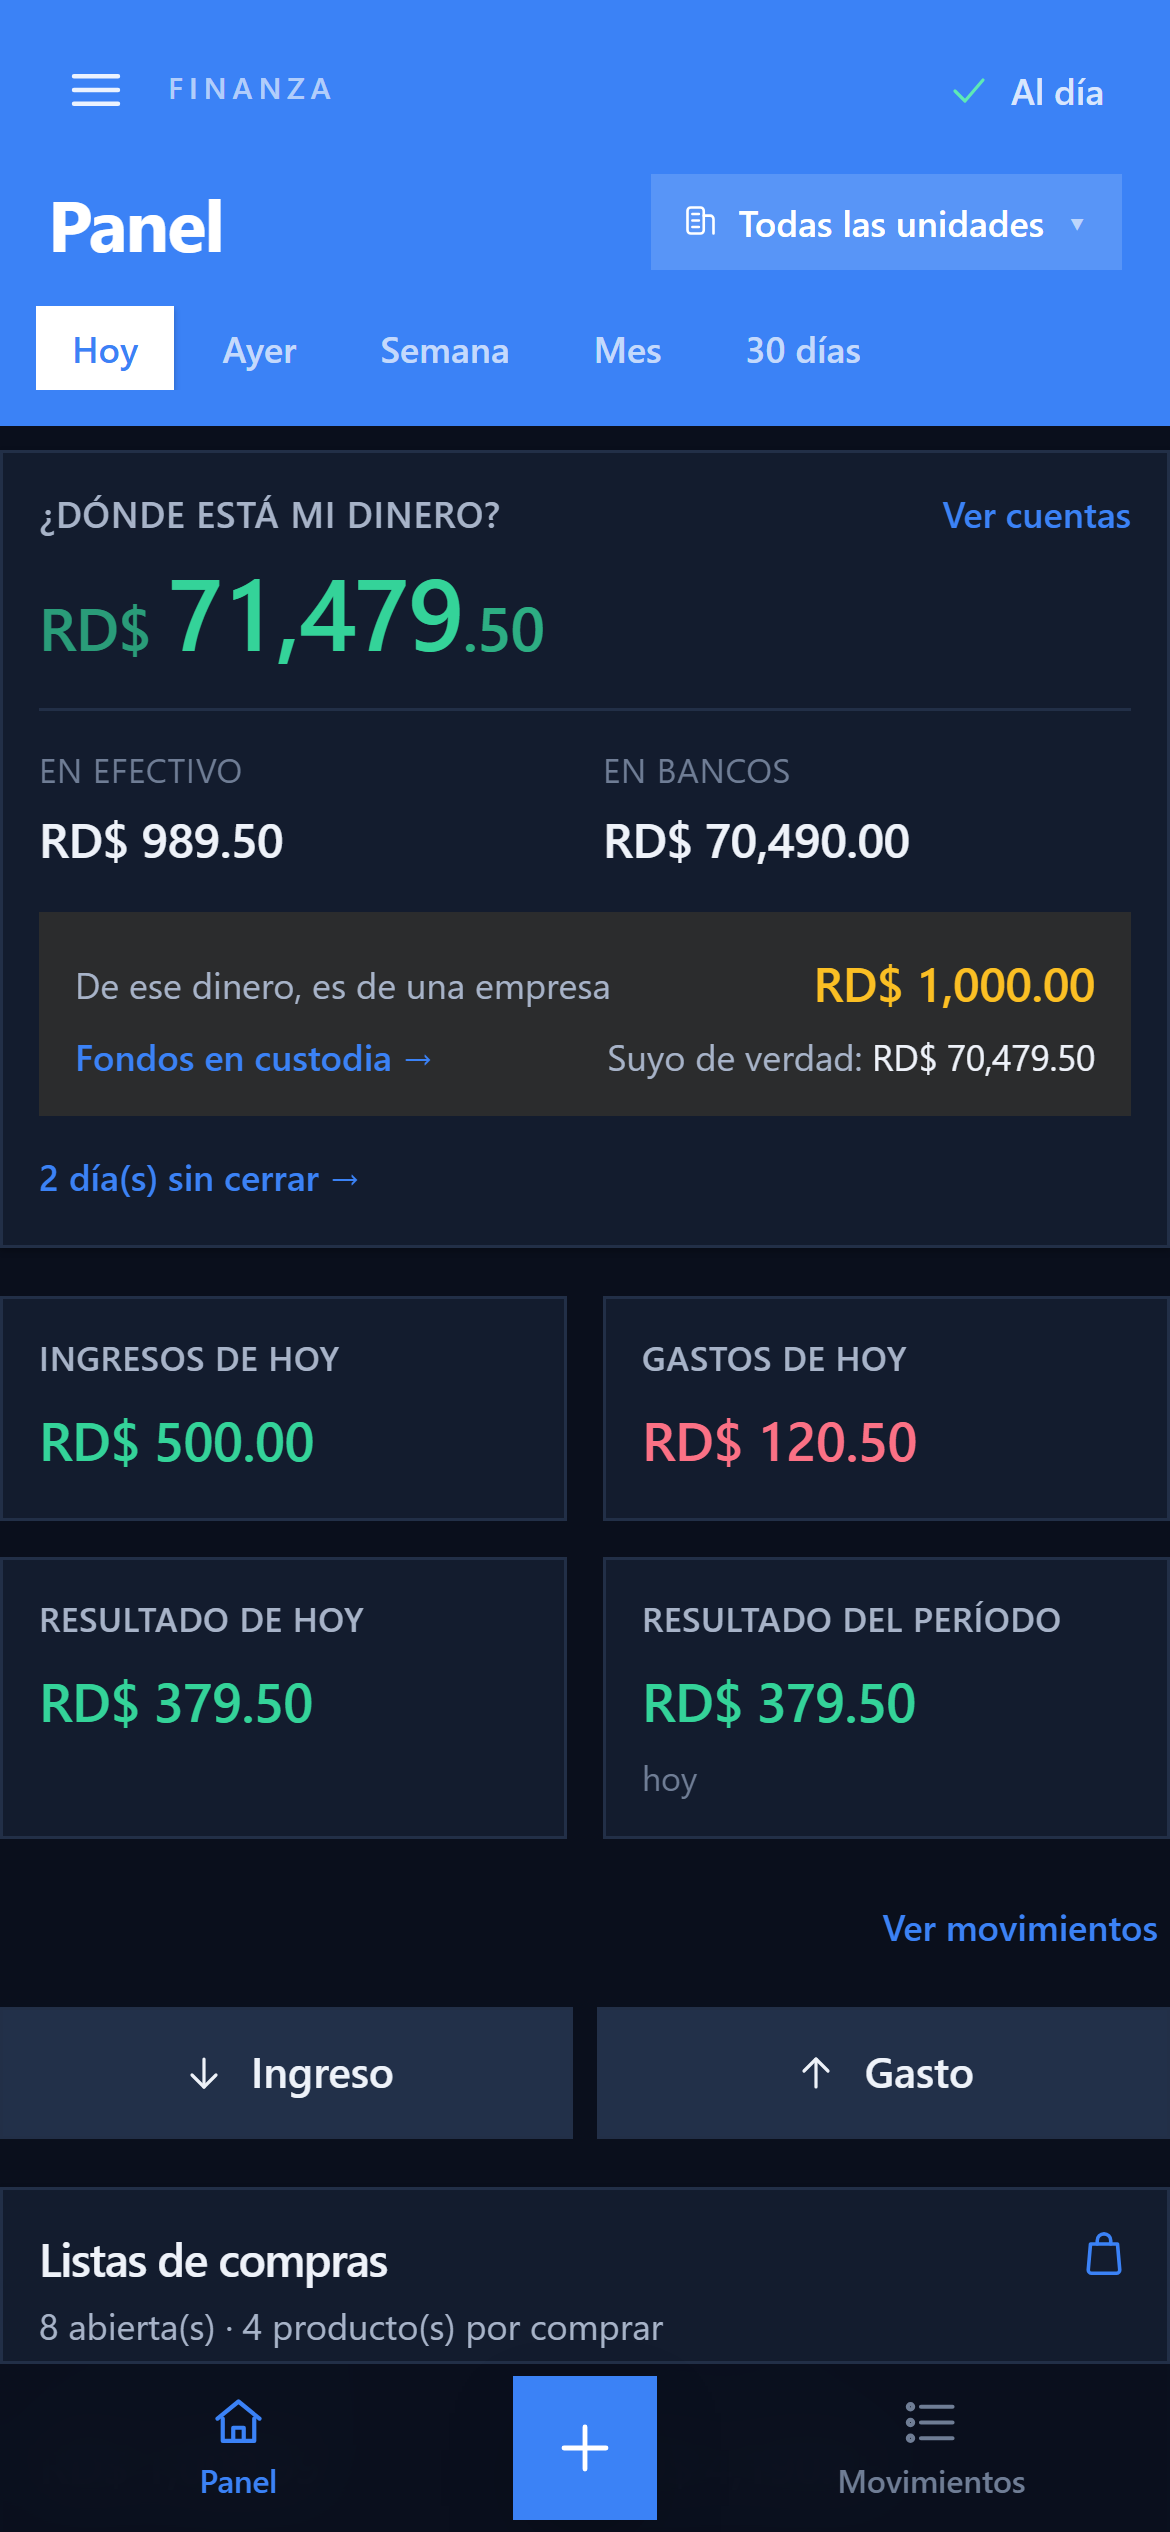 FINANZA
Al día
Panel
Todas las unidades ▼
Hoy
Ayer
Semana
Mes
30 días
¿DÓNDE ESTÁ MI DINERO?
Ver cuentas
RD$ 71,479.50
EN EFECTIVO
EN BANCOS
RD$ 989.50
RD$ 70,490.00
De ese dinero, es de una empresa
RD$ 1,000.00
Fondos en custodia →
Suyo de verdad: RD$ 70,479.50
2 día(s) sin cerrar →
INGRESOS DE HOY
RD$ 500.00
GASTOS DE HOY
RD$ 120.50
RESULTADO DE HOY
RD$ 379.50
RESULTADO DEL PERÍODO
RD$ 379.50
hoy
Ver movimientos
↓ Ingreso
↑ Gasto
Listas de compras
8 abierta(s) · 4 producto(s) por comprar
Panel
+
Movimientos